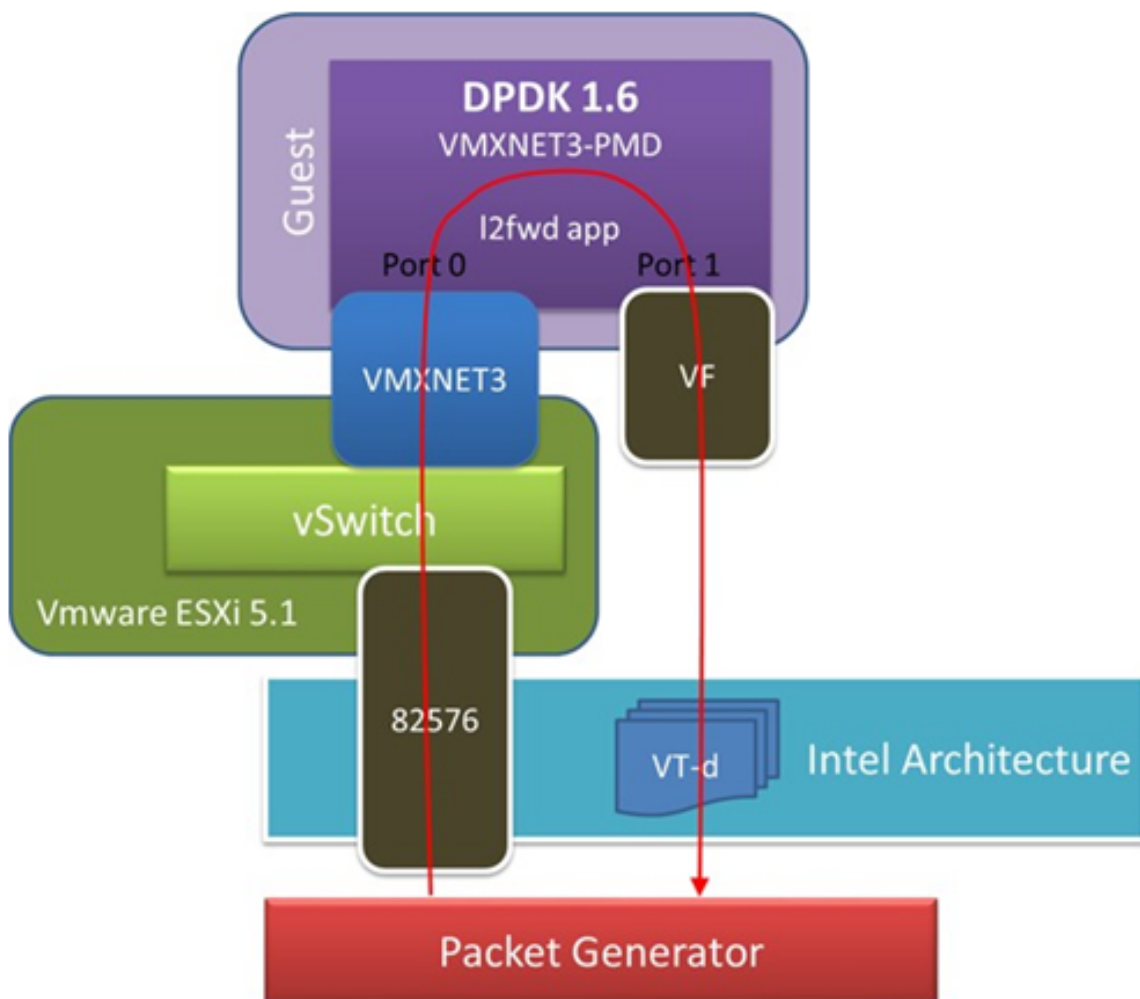 DPDK 1.6
VMXNET3-PMD
Guest
l2fwd app
Port 0
Port 1
VMXNET3
VF
vSwitch
Vmware ESXi 5.1
82576
VT-d
Intel Architecture
Packet Generator